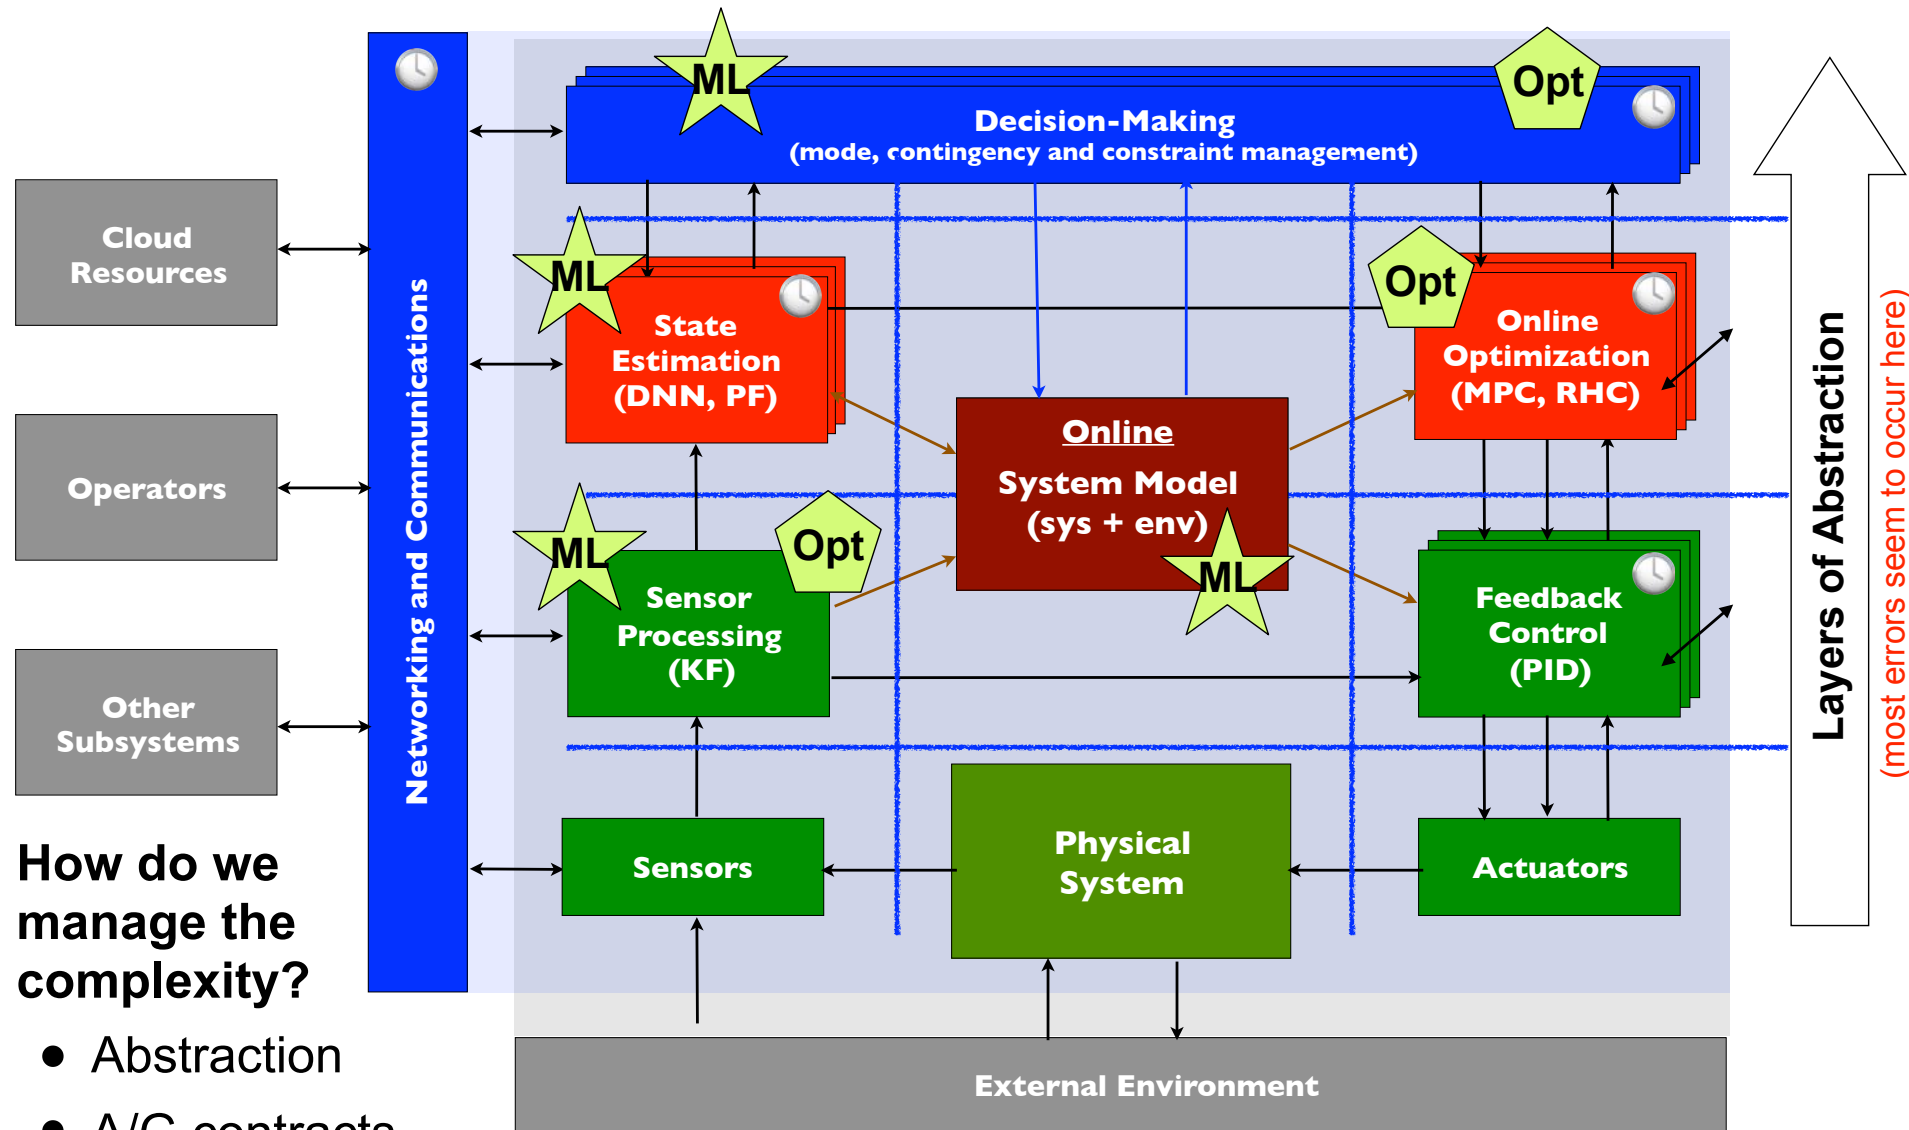 ML
Opt
Decision-Making
(mode, contingency and constraint management)
Cloud
Resources
Operators
Other
Subsystems
Networking and Communications
ML
State
Estimation
(DNN, PF)
Opt
Online
Optimization
(MPC, RHC)
Online
System Model
(sys + env)
ML
ML
Opt
Sensor
Processing
(KF)
Feedback
Control
(PID)
Sensors
Physical
System
Actuators
External Environment
Layers of Abstraction
(most errors seem to occur here)
How do we
manage the
complexity?
● Abstraction
● A/G contracts